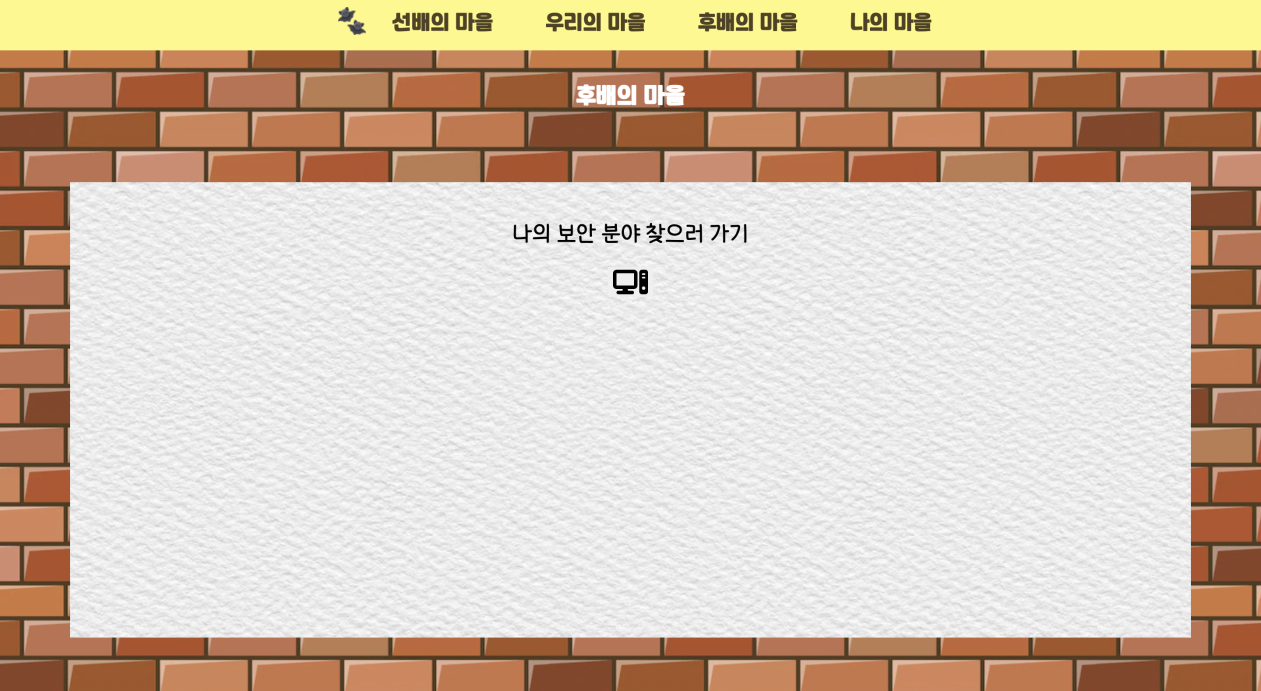 선배의 마을 우리의 마을 후배의 마을 나의 마을
후배의 마을
나의 보안 분야 찾으러 가기